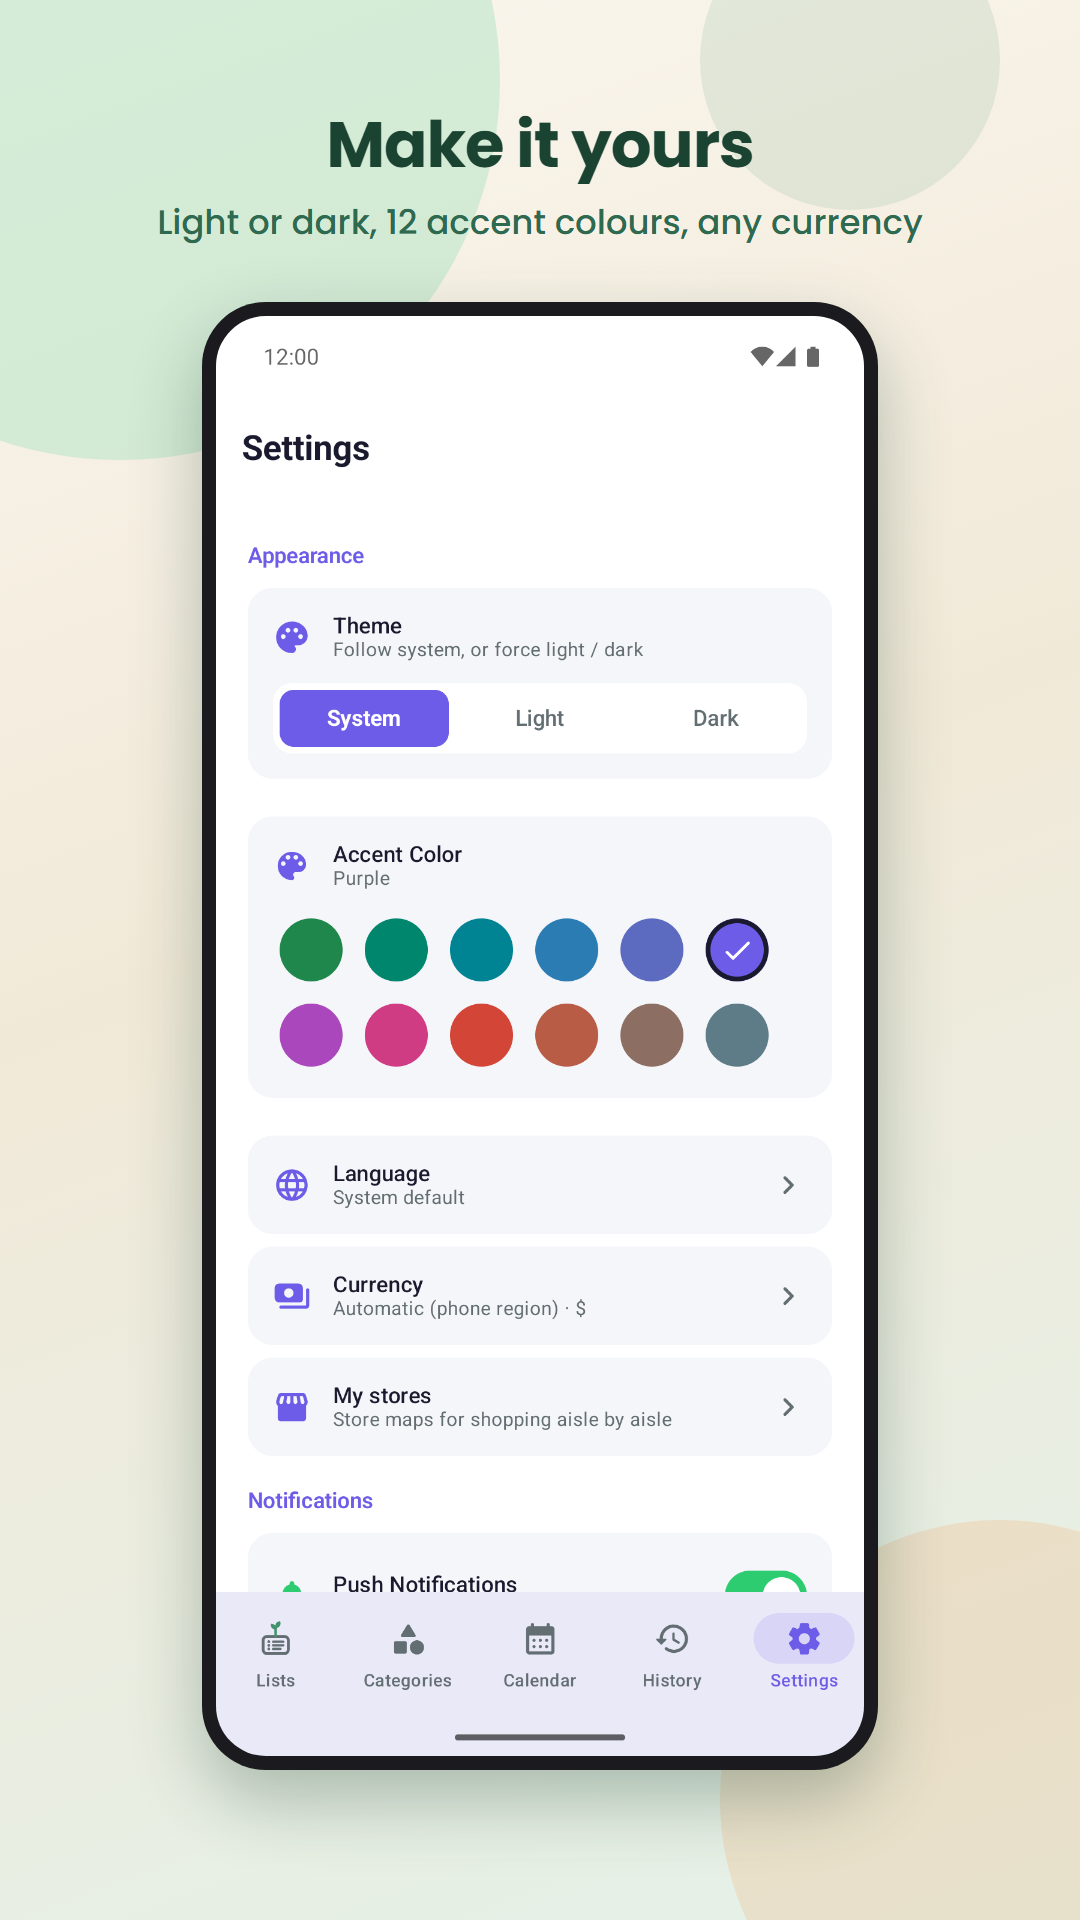 Make it yours
Light or dark, 12 accent colours, any currency
12:00
Settings
Appearance
Theme
Follow system, or force light / dark
System
Light
Dark
Accent Color
Purple
Language
System default
Currency
Automatic (phone region) · $
My stores
Store maps for shopping aisle by aisle
Notifications
Push Notifications
Lists
Categories
Calendar
History
Settings